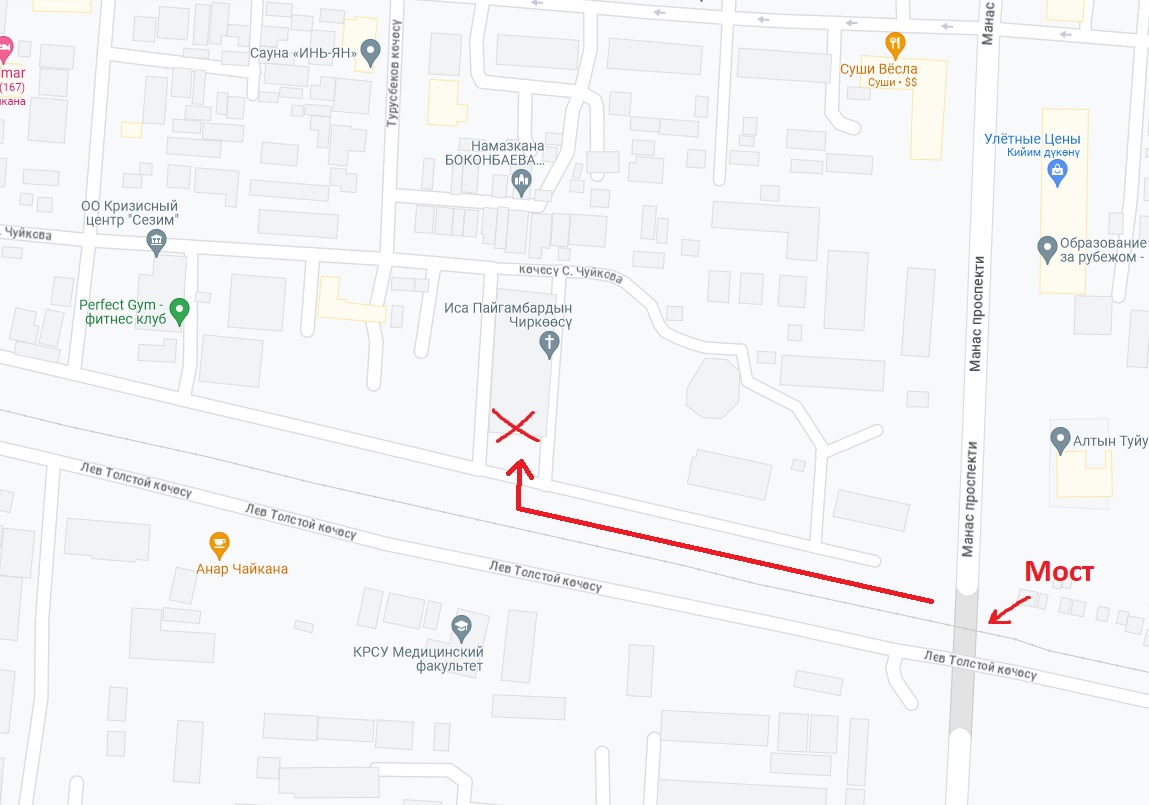 Манас
Турусбеков көчөсү
Сауна «ИНЬ-ЯН»
mar
(167)
кана
Суши Вёсла
Суши • $$
Улётные Цены
Кийим дүкөнү
Намазкана
БОКОНБАЕВА...
ОО Кризисный
центр "Сезим"
. Чуйкова
көчөсү С. Чуйкова
Образование
за рубежом -
Perfect Gym -
фитнес клуб
Иса Пайгамбардын
Чиркөөсү
Манас проспекти
Алтын Туйу
Манас проспекти
Лев Толстой көчөсү
Лев Толстой көчөсү
Лев Толстой көчөсү
Анар Чайкана
Мост
КРСУ Медицинский
факультет
Лев Толстой көчөсү